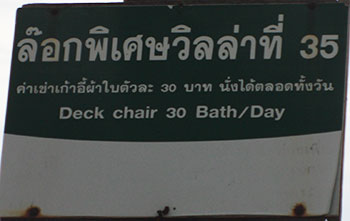 ล๊อกพิเศษวิลล่าที่ 35
ค่าเช่าเก้าอี้ผ้าใบตัวละ 30 บาท นั่งได้ตลอดทั้งวัน
Deck chair 30 Bath/Day